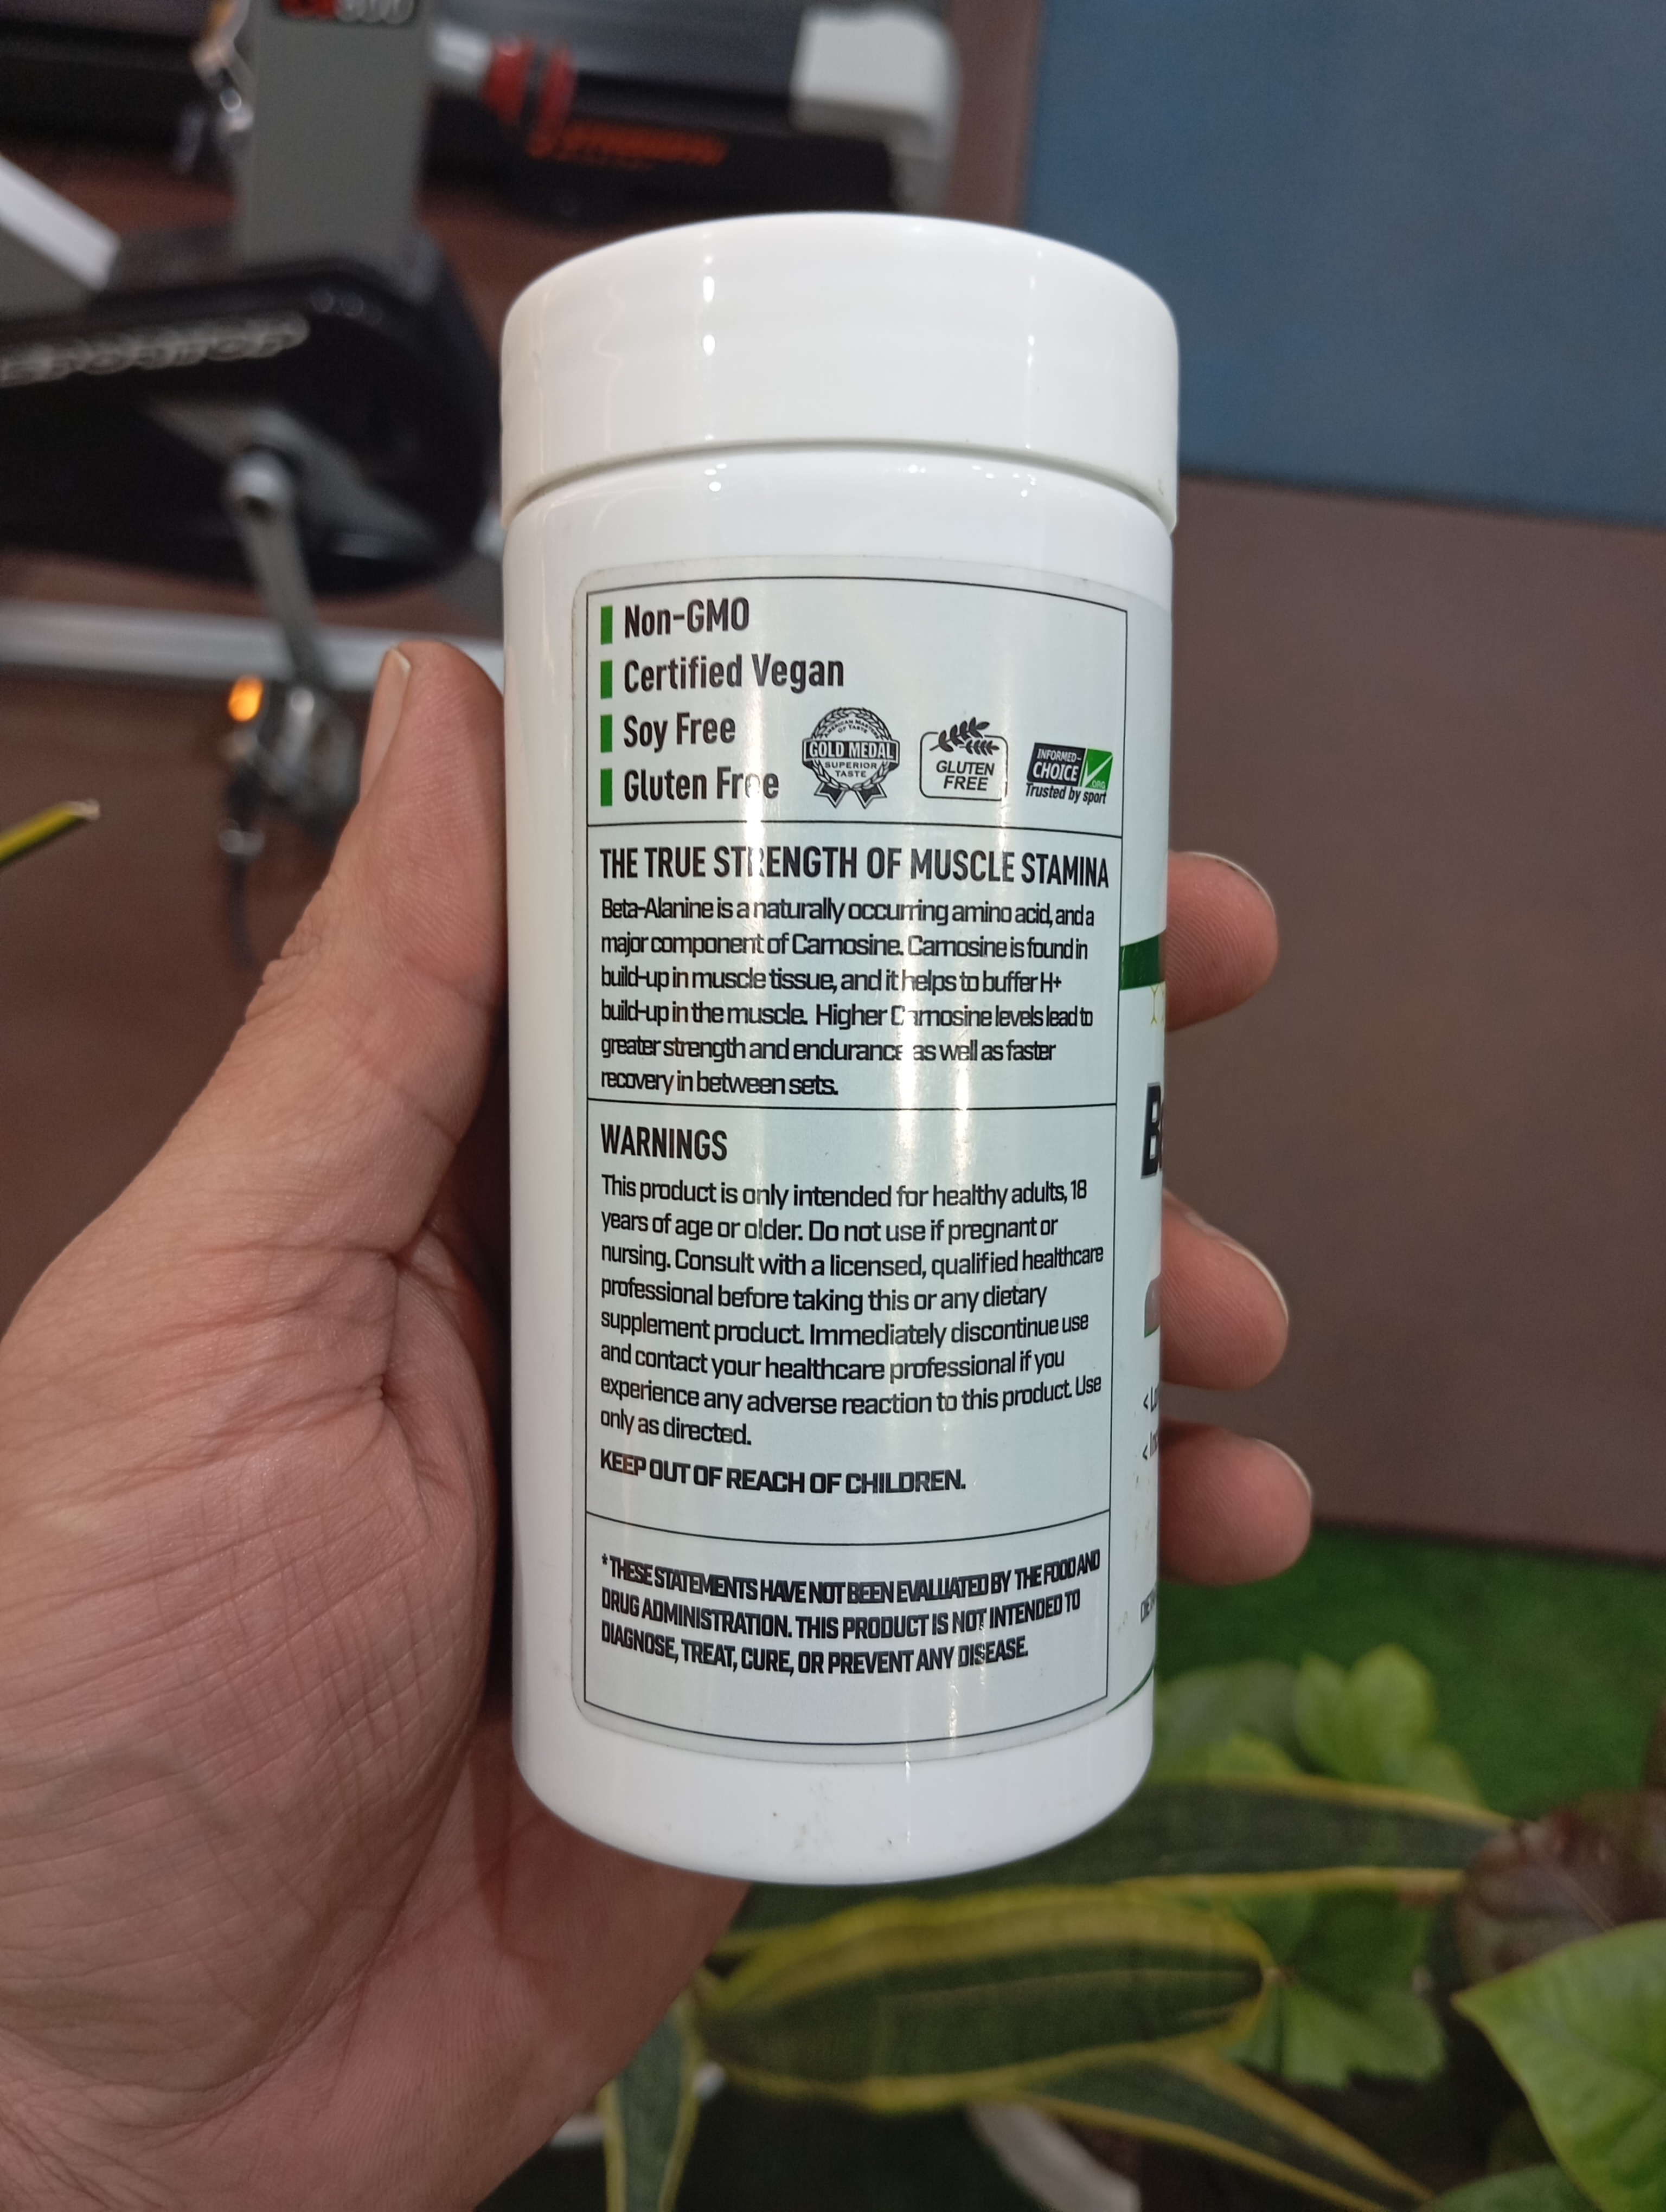 Non-GMO
Certified Vegan
Soy Free
Gluten Free
AMERICAN MASTERS
OF TASTE
GOLD MEDAL
SUPERIOR
TASTE
GLUTEN
FREE
INFORMED-
CHOICE
.ORG
Trusted by sport
THE TRUE STRENGTH OF MUSCLE STAMINA
Beta-Alanine is a naturally occurring amino acid, and a
major component of Carnosine. Carnosine is found in
build-up in muscle tissue, and it helps to buffer H+
build-up in the muscle. Higher Carnosine levels lead to
greater strength and endurance as well as faster
recovery in between sets.
WARNINGS
This product is only intended for healthy adults, 18
years of age or older. Do not use if pregnant or
nursing. Consult with a licensed, qualified healthcare
professional before taking this or any dietary
supplement product. Immediately discontinue use
and contact your healthcare professional if you
experience any adverse reaction to this product. Use
only as directed.
KEEP OUT OF REACH OF CHILDREN.
* THESE STATEMENTS HAVE NOT BEEN EVALUATED BY THE FOOD AND
DRUG ADMINISTRATION. THIS PRODUCT IS NOT INTENDED TO
DIAGNOSE, TREAT, CURE, OR PREVENT ANY DISEASE.